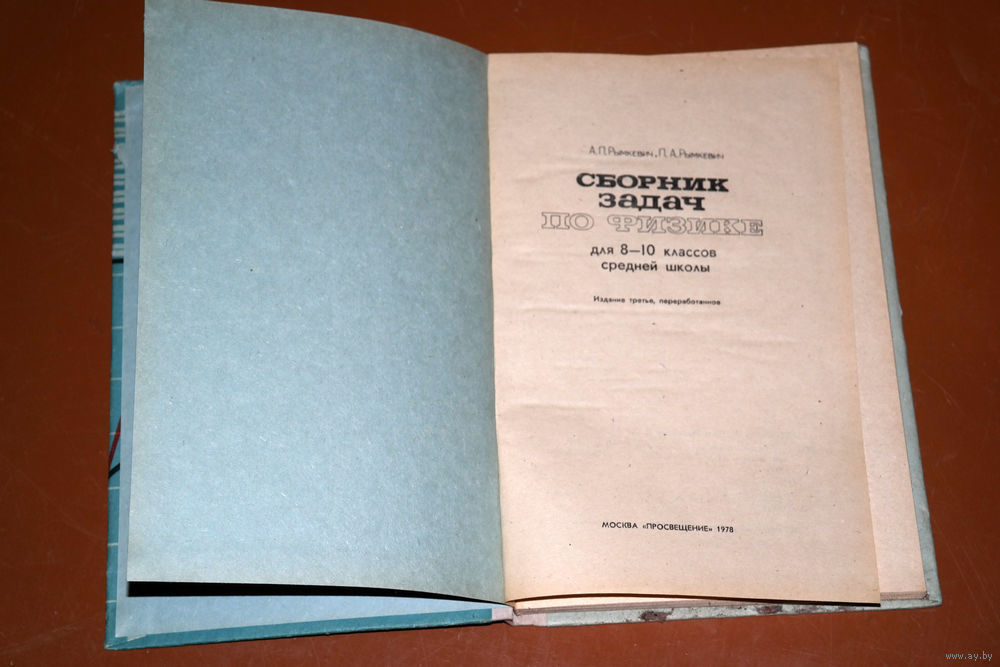 А.П.Рымкевич, П.А.Рымкевич
СБОРНИК
ЗАДАЧ
ПО ФИЗИКЕ
для 8—10 классов
средней школы
Издание третье, переработанное
МОСКВА «ПРОСВЕЩЕНИЕ» 1978
www.ay.by